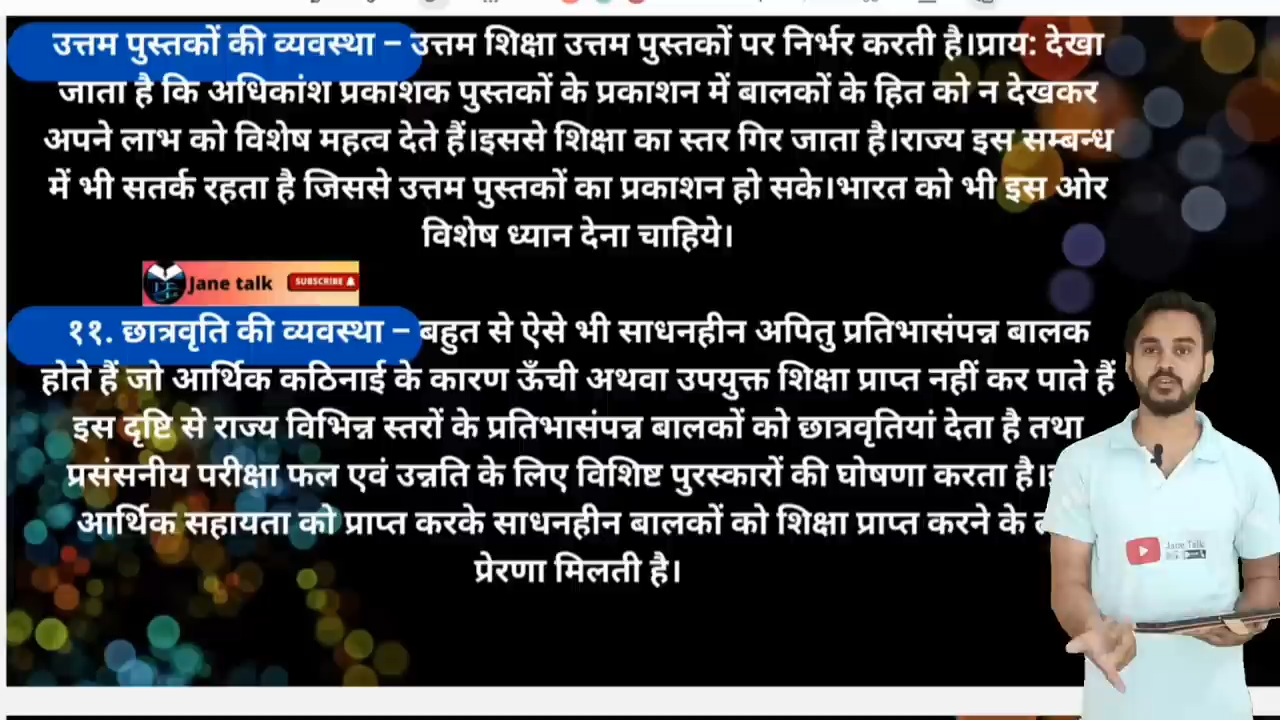 उत्तम पुस्तकों की व्यवस्था – उत्तम शिक्षा उत्तम पुस्तकों पर निर्भर करती है।प्राय: देखा
जाता है कि अधिकांश प्रकाशक पुस्तकों के प्रकाशन में बालकों के हित को न देखकर
अपने लाभ को विशेष महत्व देते हैं।इससे शिक्षा का स्तर गिर जाता है।राज्य इस सम्बन्ध
में भी सतर्क रहता है जिससे उत्तम पुस्तकों का प्रकाशन हो सके।भारत को भी इस ओर
विशेष ध्यान देना चाहिये।
Jane talk SUBSCRIBE
११. छात्रवृति की व्यवस्था – बहुत से ऐसे भी साधनहीन अपितु प्रतिभासंपन्न बालक
होते हैं जो आर्थिक कठिनाई के कारण ऊँची अथवा उपयुक्त शिक्षा प्राप्त नहीं कर पाते हैं
इस दृष्टि से राज्य विभिन्न स्तरों के प्रतिभासंपन्न बालकों को छात्रवृतियां देता है तथा
प्रसंसनीय परीक्षा फल एवं उन्नति के लिए विशिष्ट पुरस्कारों की घोषणा करता है।
आर्थिक सहायता को प्राप्त करके साधनहीन बालकों को शिक्षा प्राप्त करने के
प्रेरणा मिलती है।
Jane Talk